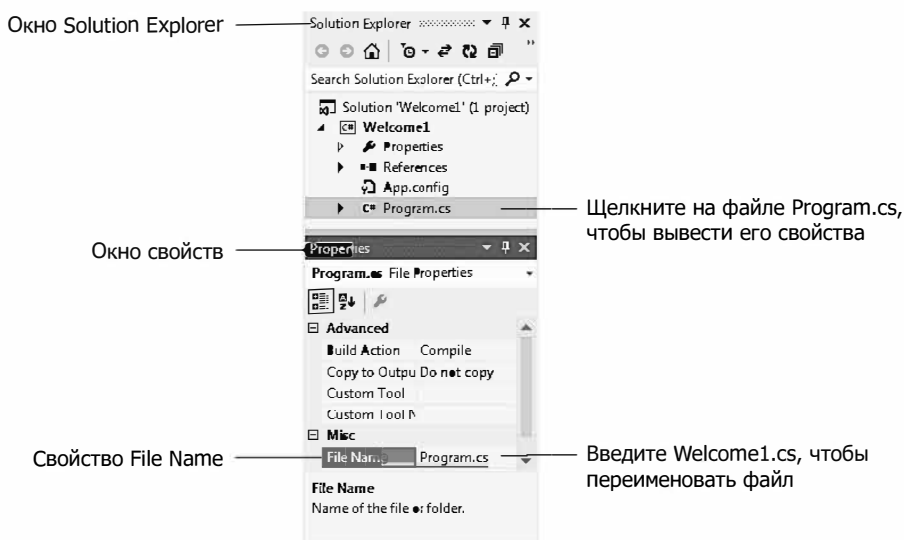 Окно Solution Explorer
Solution Explorer
Search Solution Explorer (Ctrl+;
Solution 'Welcome1' (1 project)
Welcome1
Properties
References
App.config
Program.cs
Щелкните на файле Program.cs,
чтобы вывести его свойства
Окно свойств
Properties
Program.cs File Properties
Advanced
Build Action Compile
Copy to Outpu Do not copy
Custom Tool
Custom Tool N
Misc
Свойство File Name
File Name Program.cs
Введите Welcome1.cs, чтобы
переименовать файл
File Name
Name of the file or folder.